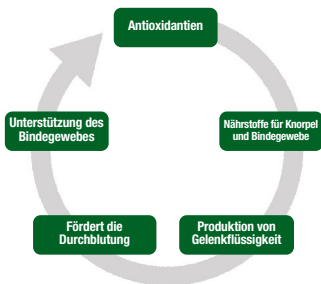 Antioxidantien
Nährstoffe für Knorpel
und Bindegewebe
Produktion von
Gelenkflüssigkeit
Fördert die
Durchblutung
Unterstützung des
Bindegewebes